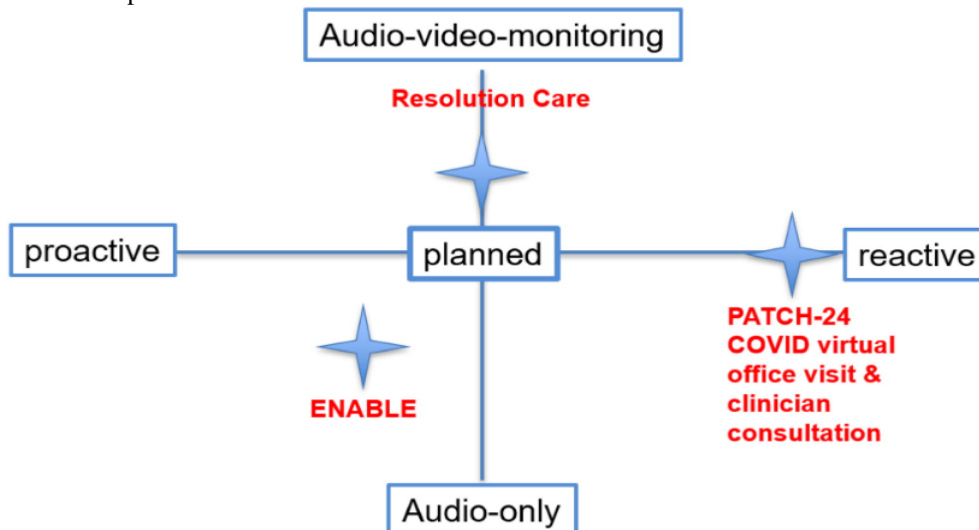 Audio-video-monitoring
Resolution Care
proactive
planned
reactive
PATCH-24
COVID virtual
office visit &
clinician
consultation
ENABLE
Audio-only